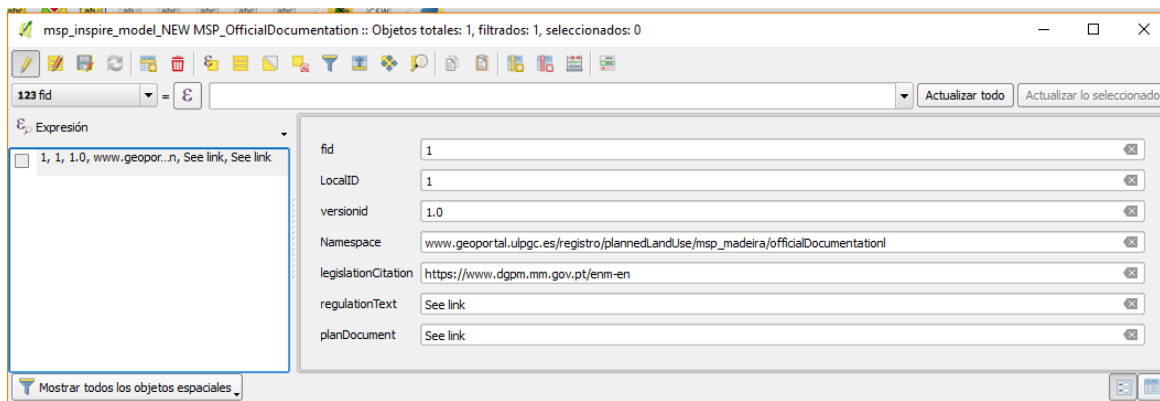 msp_inspire_model_NEW MSP_OfficialDocumentation :: Objetos totales: 1, filtrados: 1, seleccionados: 0
123 fid = ε Actualizar todo Actualizar lo seleccionado
Expresión
1, 1, 1.0, www.geopor...n, See link, See link
fid 1
LocalID 1
versionid 1.0
Namespace www.geoportal.ulpgc.es/registro/plannedLandUse/msp_madeira/officialDocumentationl
legislationCitation https://www.dgpm.mm.gov.pt/enm-en
regulationText See link
planDocument See link
Mostrar todos los objetos espaciales